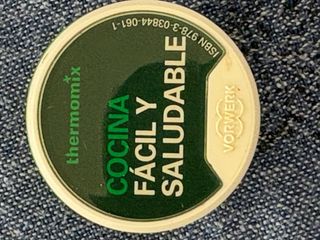 thermomix
COCINA
FÁCIL Y
SALUDABLE
ISBN 978-3-03844-061-1
VORWERK